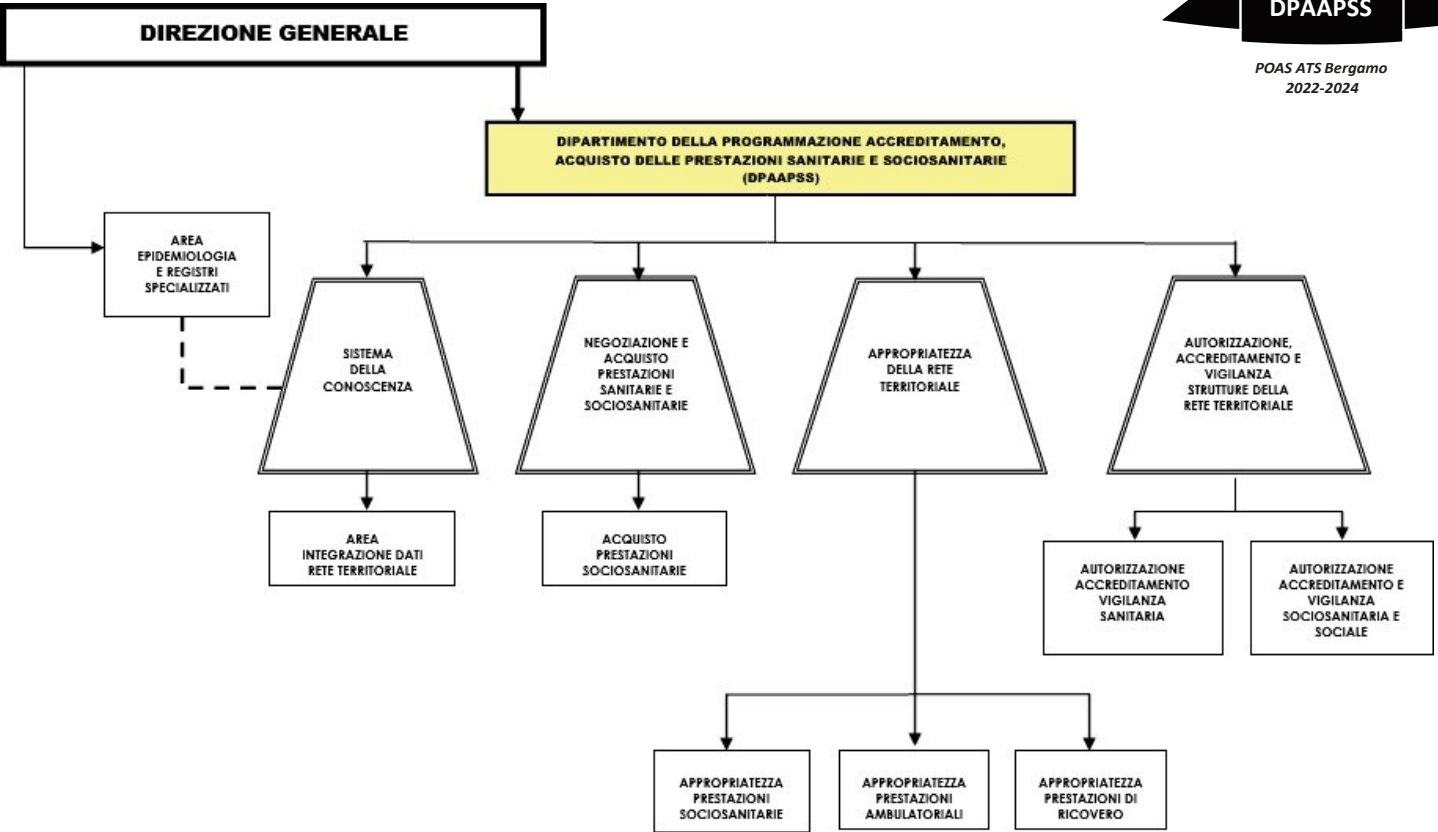 DPAAPSS
POAS ATS Bergamo
2022-2024
DIREZIONE GENERALE
DIPARTIMENTO DELLA PROGRAMMAZIONE ACCREDITAMENTO,
ACQUISTO DELLE PRESTAZIONI SANITARIE E SOCIOSANITARIE
(DPAAPSS)
AREA
EPIDEMIOLOGIA
E REGISTRI
SPECIALIZZATI
SISTEMA
DELLA
CONOSCENZA
NEGOZIAZIONE E
ACQUISTO
PRESTAZIONI
SANITARIE E
SOCIOSANITARIE
APPROPRIATEZZA
DELLA RETE
TERRITORIALE
AUTORIZZAZIONE,
ACCREDITAMENTO E
VIGILANZA
STRUTTURE DELLA
RETE TERRITORIALE
AREA
INTEGRAZIONE DATI
RETE TERRITORIALE
ACQUISTO
PRESTAZIONI
SOCIOSANITARIE
AUTORIZZAZIONE
ACCREDITAMENTO
VIGILANZA
SANITARIA
AUTORIZZAZIONE
ACCREDITAMENTO E
VIGILANZA
SOCIOSANITARIA E
SOCIALE
APPROPRIATEZZA
PRESTAZIONI
SOCIOSANITARIE
APPROPRIATEZZA
PRESTAZIONI
AMBULATORIALI
APPROPRIATEZZA
PRESTAZIONI DI
RICOVERO